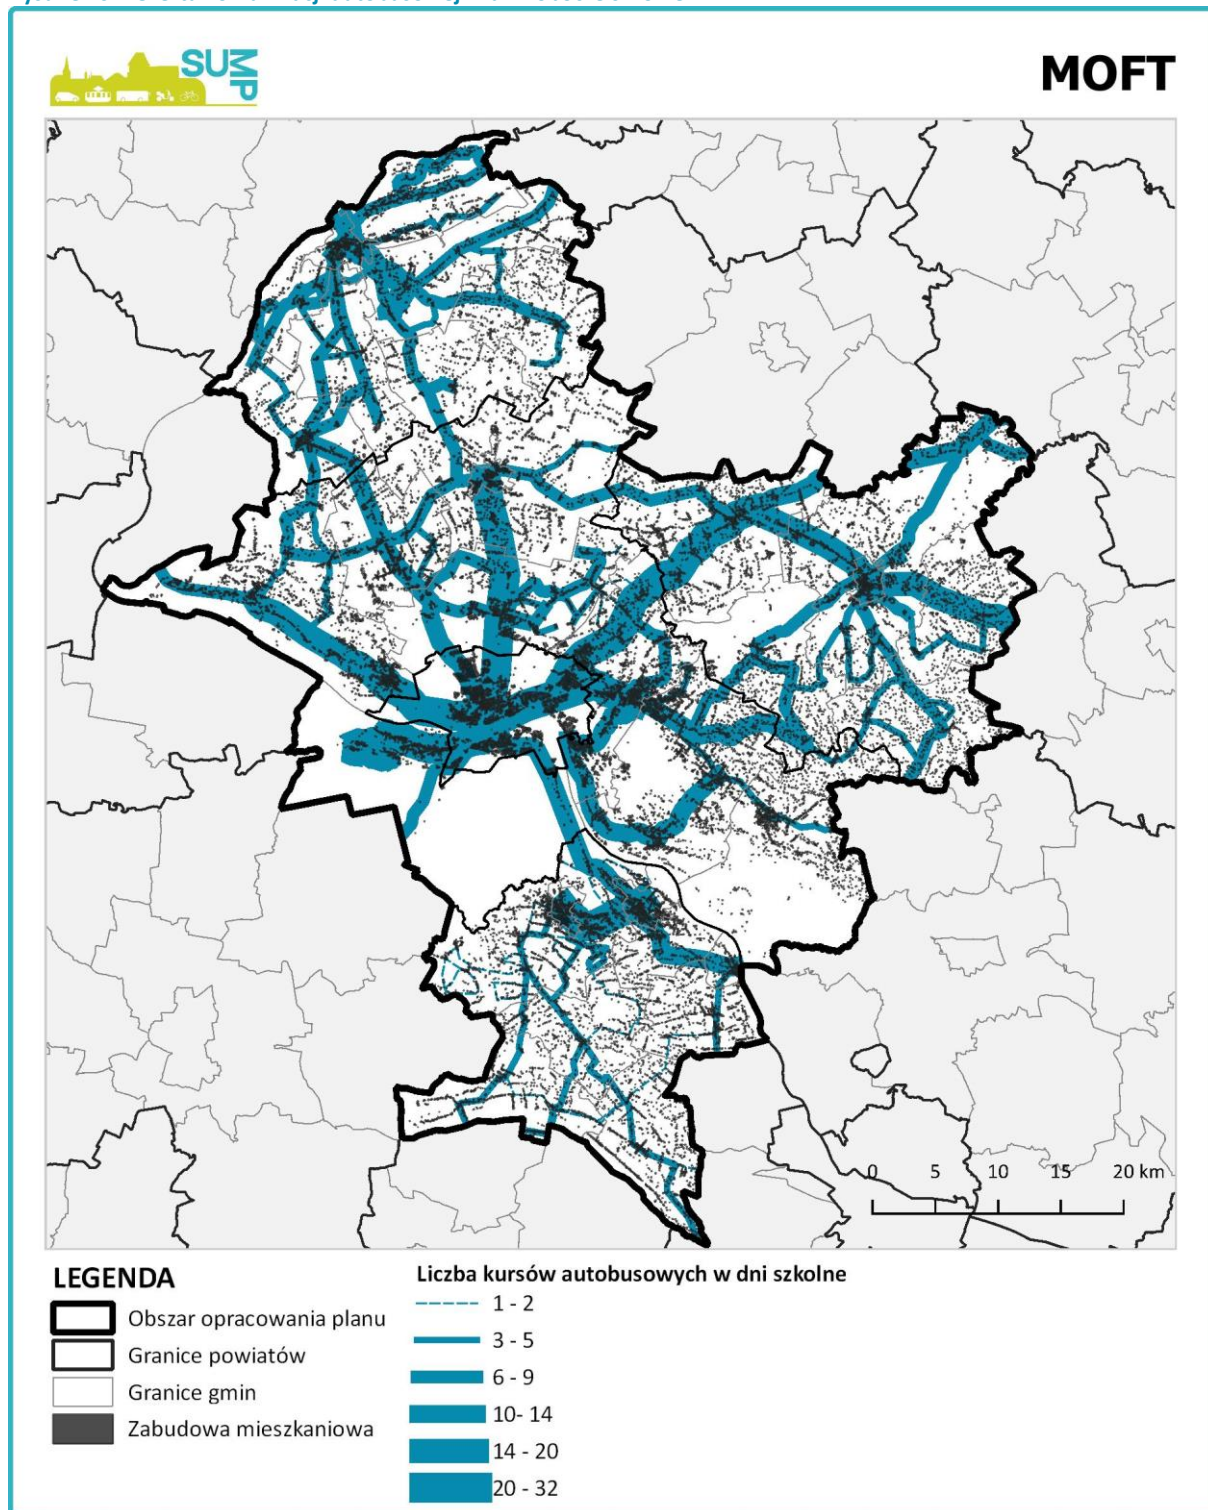 SUMP
MOFT
0 5 10 15 20 km
LEGENDA
Obszar opracowania planu
Granice powiatów
Granice gmin
Zabudowa mieszkaniowa
Liczba kursów autobusowych w dni szkolne
1 - 2
3 - 5
6 - 9
10- 14
14 - 20
20 - 32